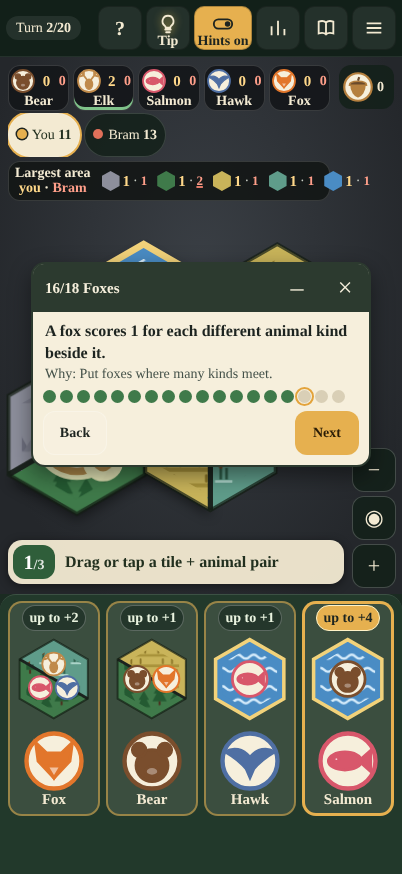 Turn 2/20
?
Tip
Hints on
0 0
Bear
2 0
Elk
0 0
Salmon
0 0
Hawk
0 0
Fox
0
You 11
Bram 13
Largest area
you · Bram
1 · 1
1 · 2
1 · 1
1 · 1
1 · 1
16/18 Foxes
A fox scores 1 for each different animal kind
beside it.
Why: Put foxes where many kinds meet.
Back
Next
1/3
Drag or tap a tile + animal pair
up to +2
up to +1
up to +1
up to +4
Fox
Bear
Hawk
Salmon